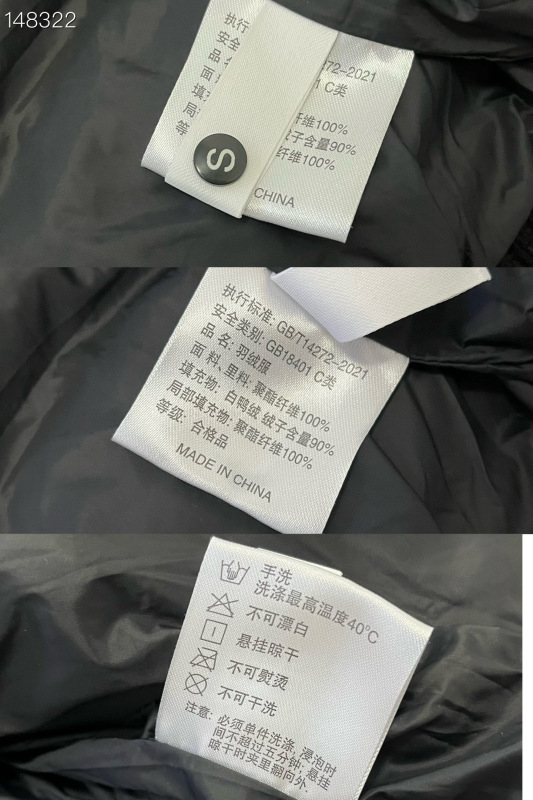 148322
执行
安全
272-2021
品
1 C类
面
填充
纤维100%
局
绒子含量90%
等
纤维100%
S
CHINA
执行标准: GB/T14272-2021
安全类别: GB18401 C类
品 名: 羽绒服
面 料、里料: 聚酯纤维100%
填充物: 白鸭绒 绒子含量90%
局部填充物: 聚酯纤维100%
等级: 合格品
MADE IN CHINA
手洗
洗涤最高温度40°C
不可漂白
悬挂晾干
不可熨烫
不可干洗
注意: 必须单件洗涤, 浸泡时
间不超过五分钟; 悬挂
晾干时夹里翻向外.